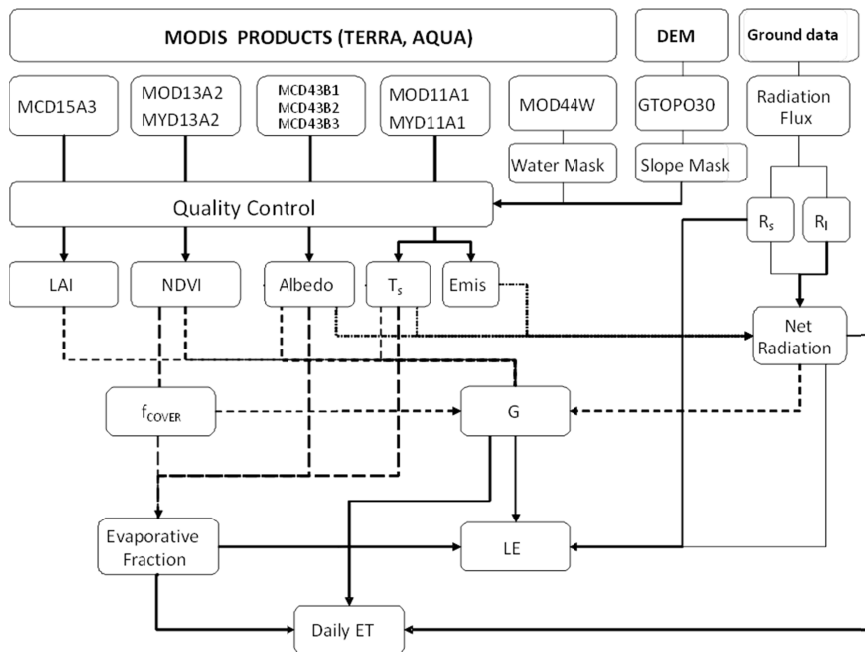 MODIS PRODUCTS (TERRA, AQUA)
DEM
Ground data
MCD15A3
MOD13A2
MYD13A2
MCD43B1
MCD43B2
MCD43B3
MOD11A1
MYD11A1
MOD44W
GTOPO30
Radiation
Flux
Water Mask
Slope Mask
Quality Control
Rs
Rl
LAI
NDVI
Albedo
Ts
Emis
Net
Radiation
fCOVER
G
Evaporative
Fraction
LE
Daily ET